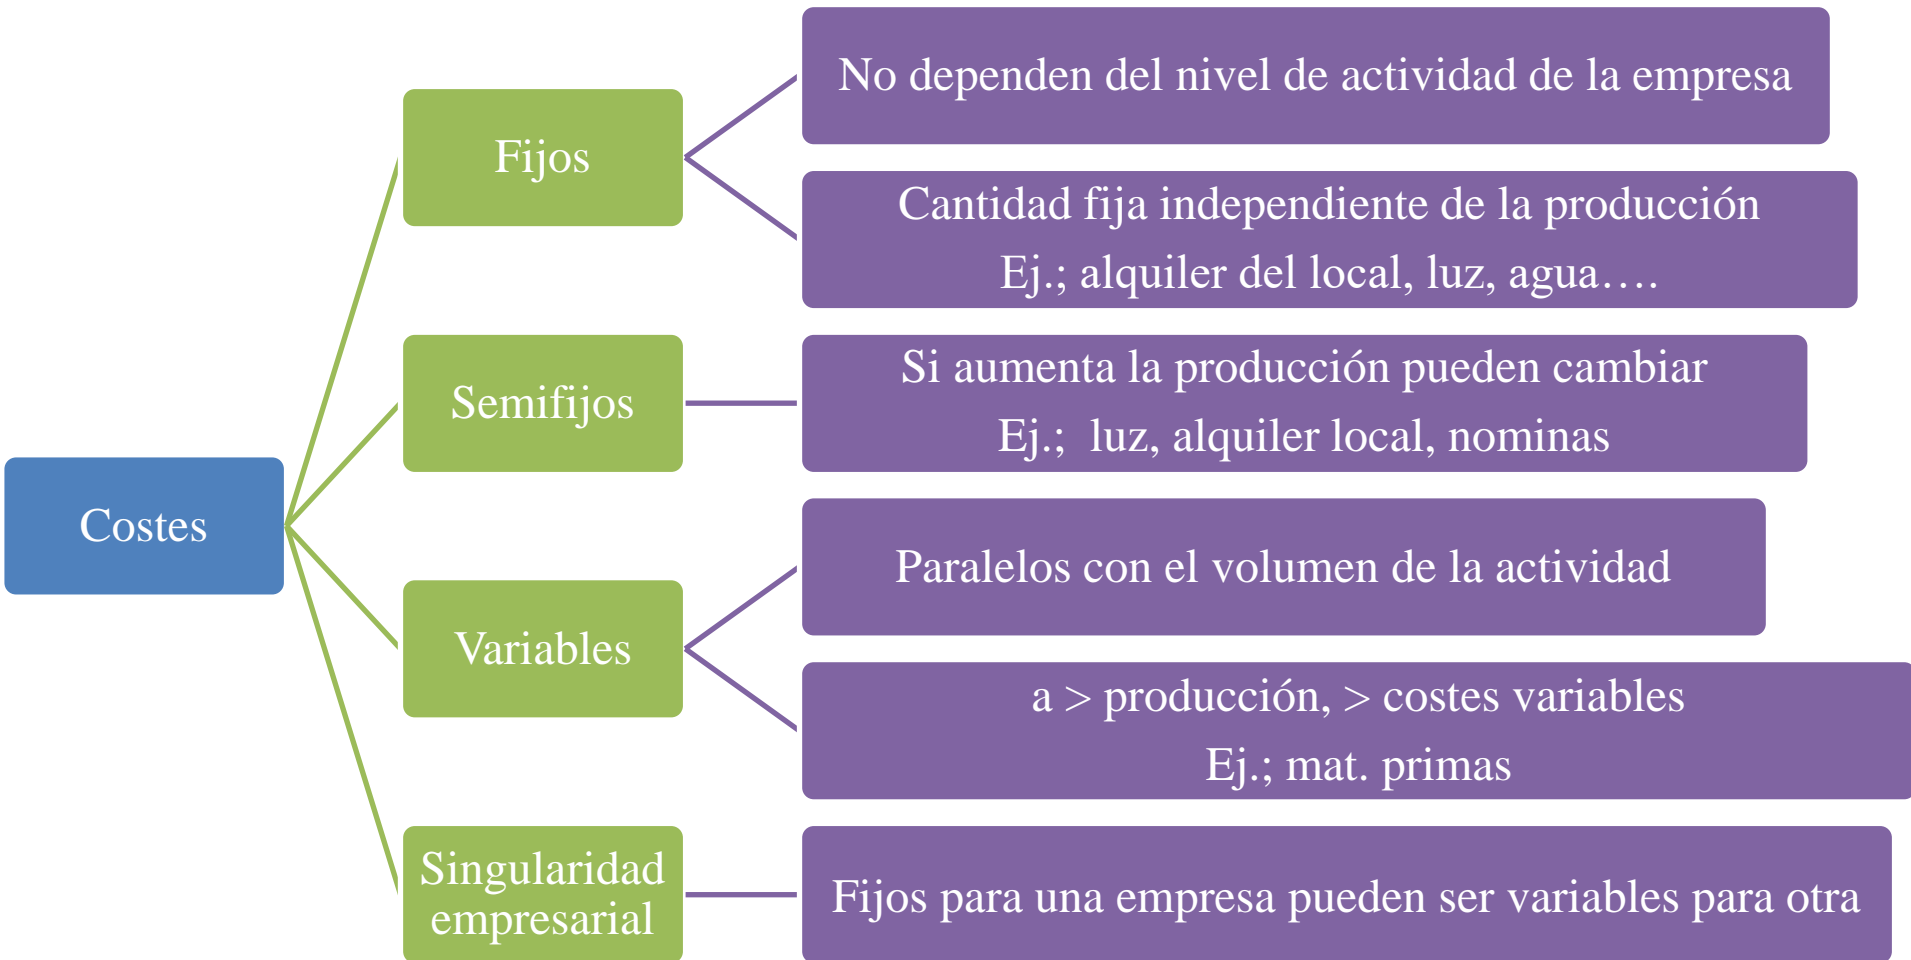 Costes
Fijos
No dependen del nivel de actividad de la empresa
Cantidad fija independiente de la producción
Ej.; alquiler del local, luz, agua….
Semifijos
Si aumenta la producción pueden cambiar
Ej.;  luz, alquiler local, nominas
Variables
Paralelos con el volumen de la actividad
a > producción, > costes variables
Ej.; mat. primas
Singularidad
empresarial
Fijos para una empresa pueden ser variables para otra